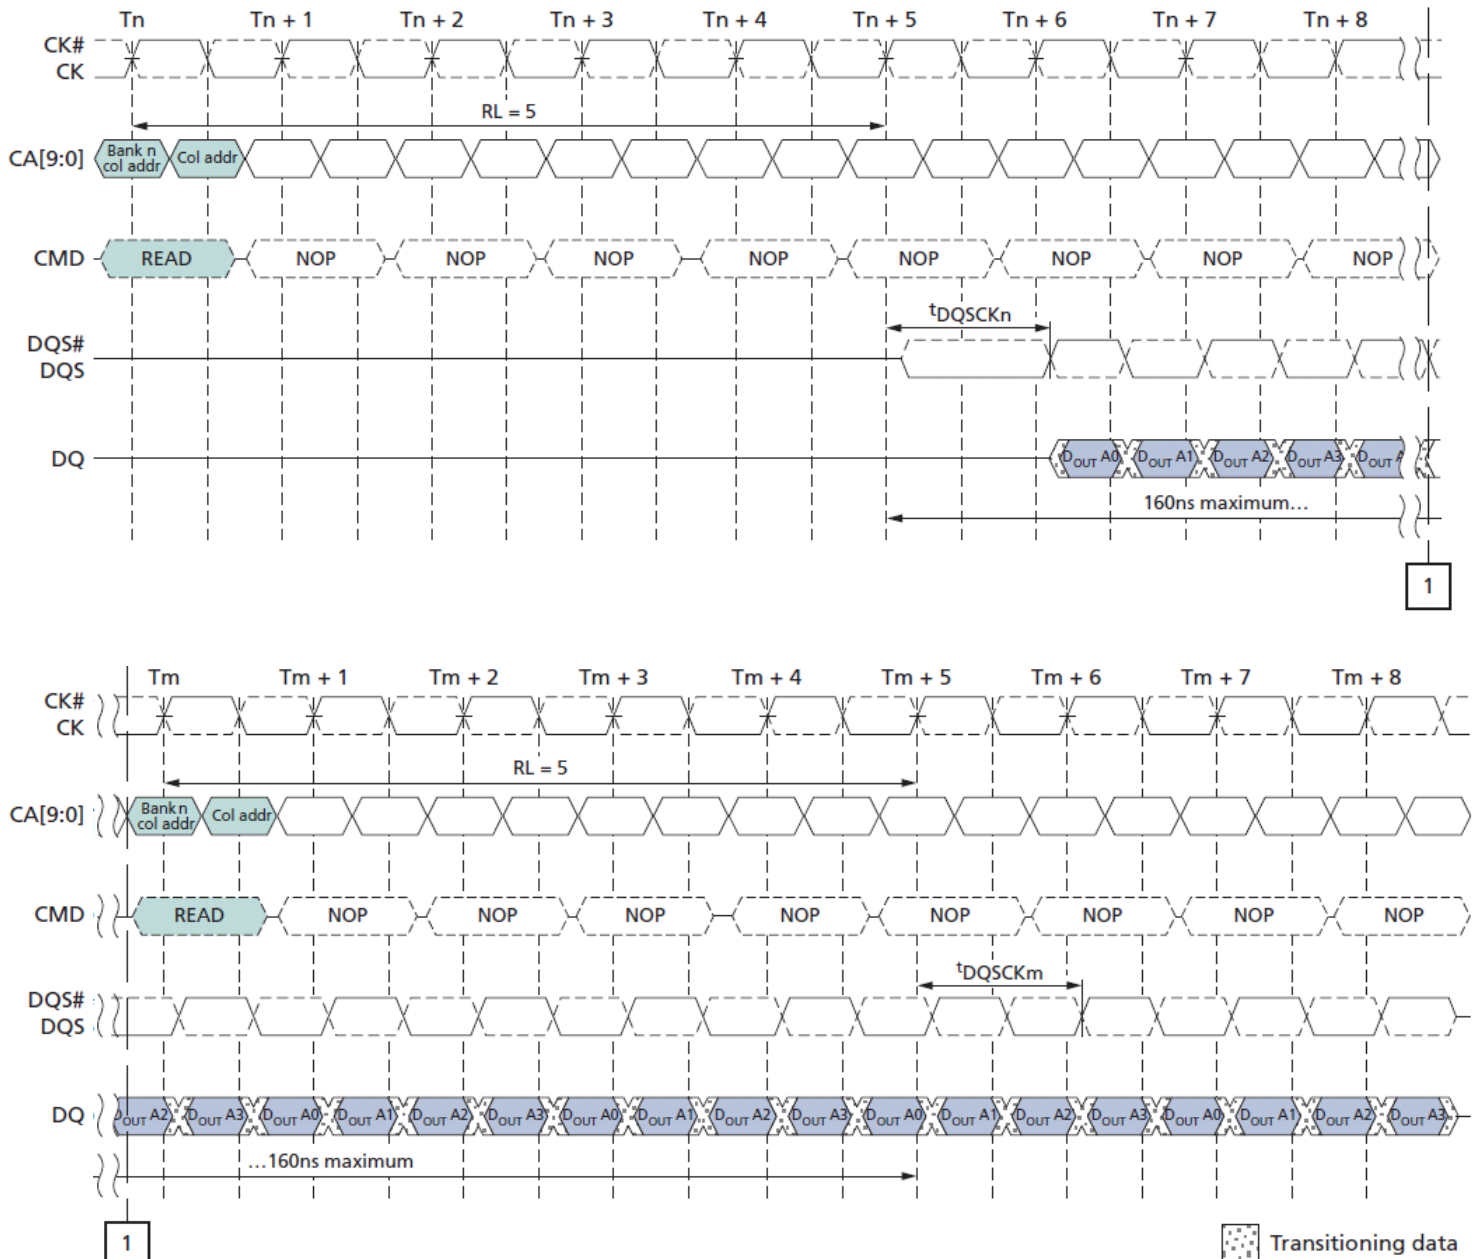 Tn Tn + 1 Tn + 2 Tn + 3 Tn + 4 Tn + 5 Tn + 6 Tn + 7 Tn + 8
CK#
CK
RL = 5
CA[9:0] Bank n col addr Col addr
CMD READ NOP NOP NOP NOP NOP NOP NOP NOP
tDQSCKn
DQS#
DQS
DQ DOUT A0 DOUT A1 DOUT A2 DOUT A3 DOUT A
160ns maximum...
1
Tm Tm + 1 Tm + 2 Tm + 3 Tm + 4 Tm + 5 Tm + 6 Tm + 7 Tm + 8
CK#
CK
RL = 5
CA[9:0] Bank n col addr Col addr
CMD READ NOP NOP NOP NOP NOP NOP NOP NOP
tDQSCKm
DQS#
DQS
DQ DOUT A2 DOUT A3 DOUT A0 DOUT A1 DOUT A2 DOUT A3 DOUT A0 DOUT A1 DOUT A2 DOUT A3 DOUT A0 DOUT A1 DOUT A2 DOUT A3 DOUT A0 DOUT A1 DOUT A2 DOUT A3
...160ns maximum
1
Transitioning data